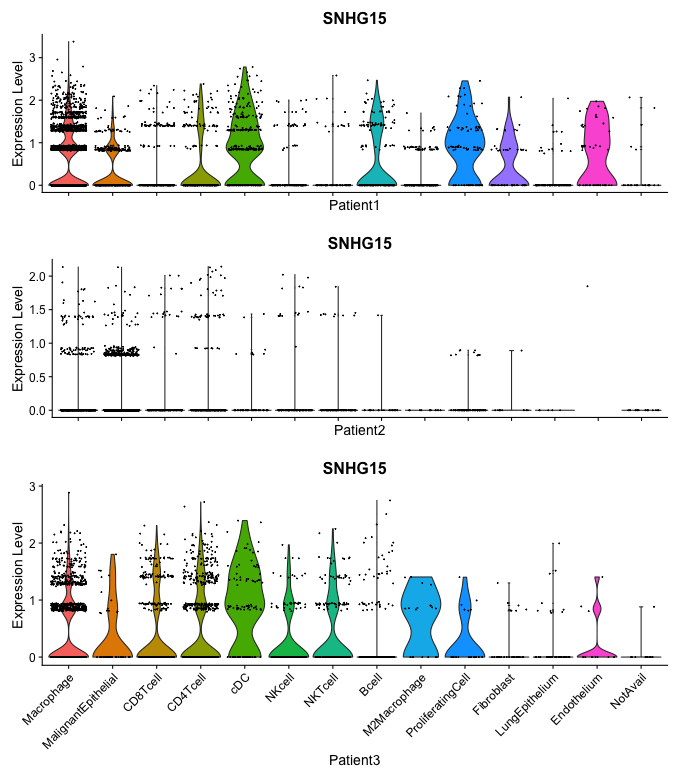 SNHG15
Expression Level
3
2
1
0
Patient1
SNHG15
Expression Level
2.0
1.5
1.0
0.5
0.0
Patient2
SNHG15
Expression Level
3
2
1
0
Macrophage
MalignantEpithelial
CD8Tcell
CD4Tcell
cDC
NKcell
NKTcell
Bcell
M2Macrophage
ProliferatingCell
Fibroblast
LungEpithelium
Endothelium
NotAvail
Patient3